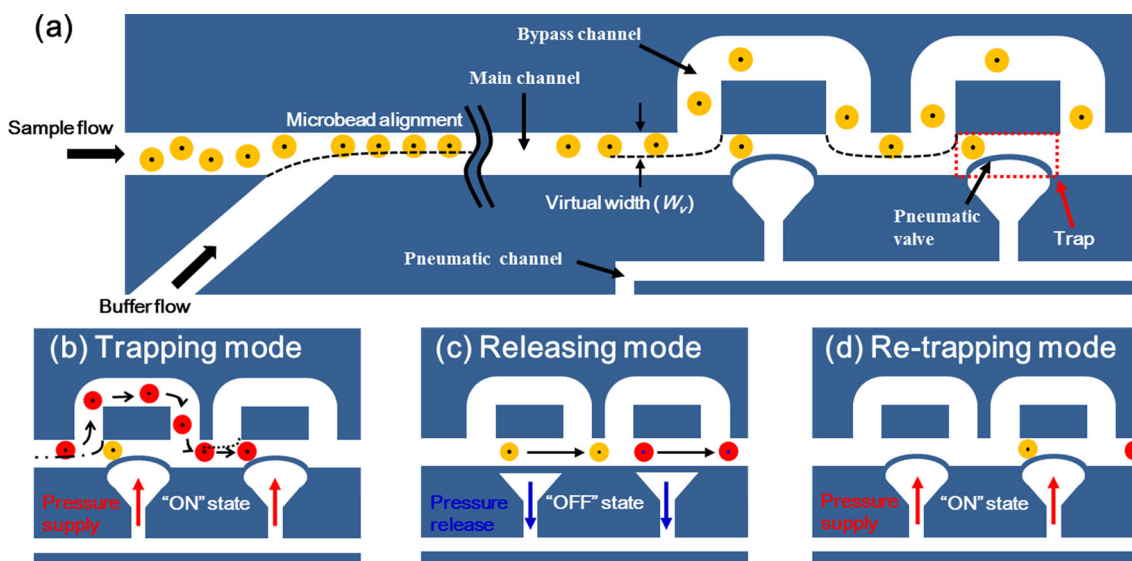 (a)
Bypass channel
Main channel
Microbead alignment
Sample flow
Virtual width (Wv)
Pneumatic
valve
Trap
Pneumatic channel
Buffer flow
(b) Trapping mode
Pressure
supply
"ON" state
(c) Releasing mode
Pressure
release
"OFF" state
(d) Re-trapping mode
Pressure
supply
"ON" state